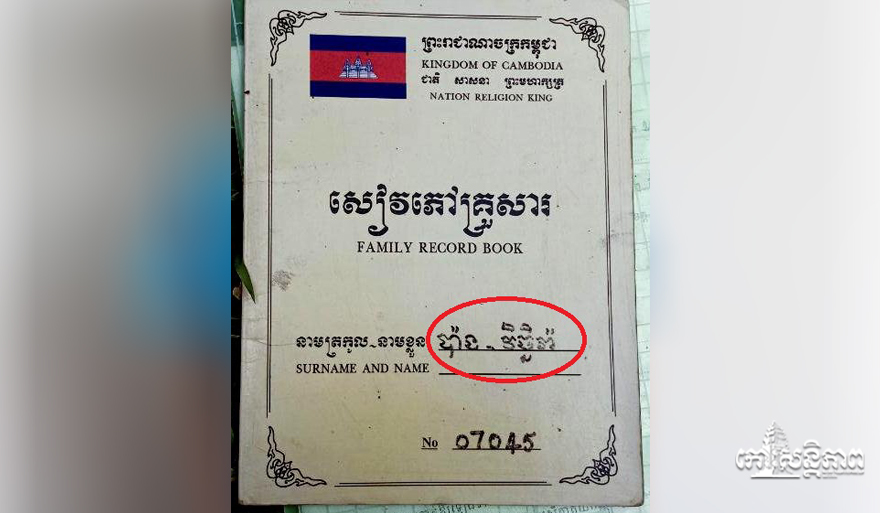 ព្រះរាជាណាចក្រកម្ពុជា
KINGDOM OF CAMBODIA
ជាតិ សាសនា ព្រះមហាក្សត្រ
NATION RELIGION KING
សៀវភៅគ្រួសារ
FAMILY RECORD BOOK
នាមត្រកូល~នាមខ្លួន ប៉ាន ~
SURNAME AND NAME
No 07045
កោះសន្តិភាព